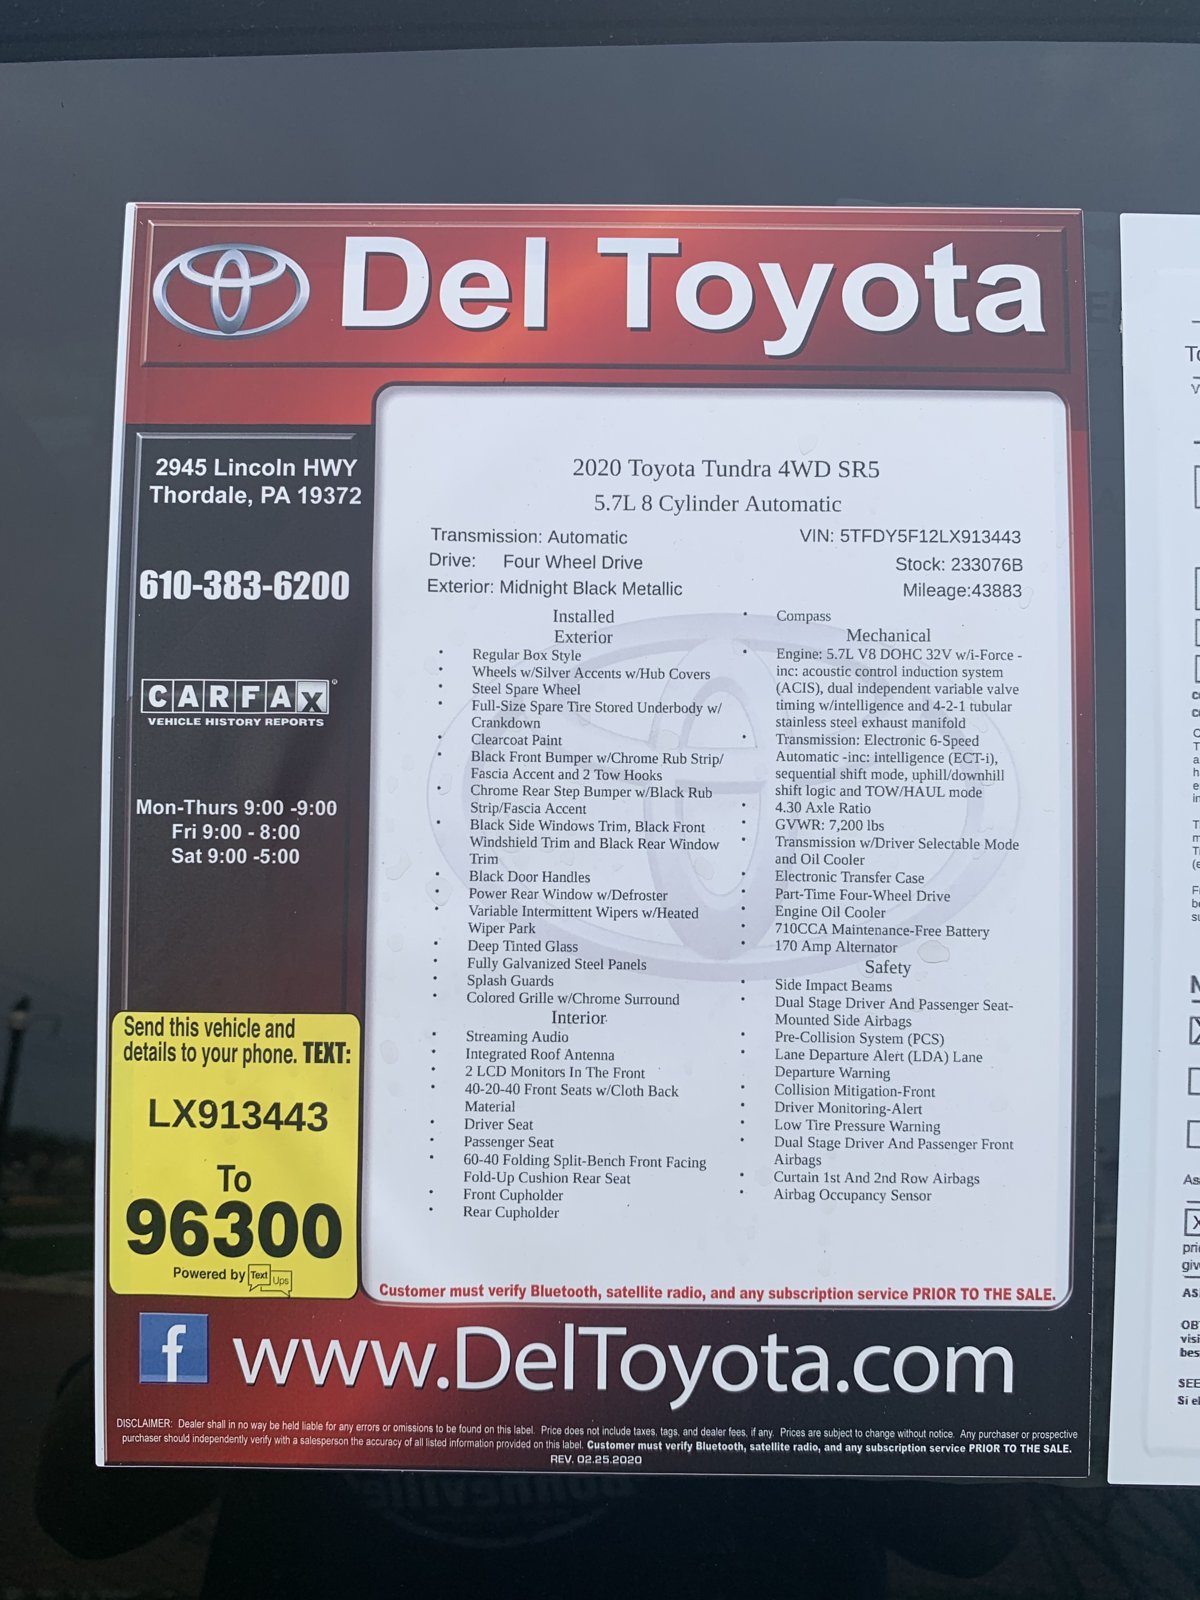 Del Toyota
2945 Lincoln HWY
Thordale, PA 19372
610-383-6200
CARFAX
VEHICLE HISTORY REPORTS
Mon-Thurs 9:00 -9:00
Fri 9:00 - 8:00
Sat 9:00 -5:00
Send this vehicle and
details to your phone. TEXT:
LX913443
To
96300
Powered by Text Ups
2020 Toyota Tundra 4WD SR5
5.7L 8 Cylinder Automatic
Transmission: Automatic
Drive: Four Wheel Drive
Exterior: Midnight Black Metallic
VIN: 5TFDY5F12LX913443
Stock: 233076B
Mileage:43883
Installed
Exterior
• Regular Box Style
• Wheels w/Silver Accents w/Hub Covers
• Steel Spare Wheel
• Full-Size Spare Tire Stored Underbody w/
Crankdown
• Clearcoat Paint
• Black Front Bumper w/Chrome Rub Strip/
Fascia Accent and 2 Tow Hooks
• Chrome Rear Step Bumper w/Black Rub
Strip/Fascia Accent
• Black Side Windows Trim, Black Front
Windshield Trim and Black Rear Window
Trim
• Black Door Handles
• Power Rear Window w/Defroster
• Variable Intermittent Wipers w/Heated
Wiper Park
• Deep Tinted Glass
• Fully Galvanized Steel Panels
• Splash Guards
• Colored Grille w/Chrome Surround
Interior
• Streaming Audio
• Integrated Roof Antenna
• 2 LCD Monitors In The Front
• 40-20-40 Front Seats w/Cloth Back
Material
• Driver Seat
• Passenger Seat
• 60-40 Folding Split-Bench Front Facing
Fold-Up Cushion Rear Seat
• Front Cupholder
• Rear Cupholder
• Compass
Mechanical
• Engine: 5.7L V8 DOHC 32V w/i-Force -
inc: acoustic control induction system
(ACIS), dual independent variable valve
timing w/intelligence and 4-2-1 tubular
stainless steel exhaust manifold
• Transmission: Electronic 6-Speed
Automatic -inc: intelligence (ECT-i),
sequential shift mode, uphill/downhill
shift logic and TOW/HAUL mode
• 4.30 Axle Ratio
• GVWR: 7,200 lbs
• Transmission w/Driver Selectable Mode
and Oil Cooler
• Electronic Transfer Case
• Part-Time Four-Wheel Drive
• Engine Oil Cooler
• 710CCA Maintenance-Free Battery
• 170 Amp Alternator
Safety
• Side Impact Beams
• Dual Stage Driver And Passenger Seat-
Mounted Side Airbags
• Pre-Collision System (PCS)
• Lane Departure Alert (LDA) Lane
Departure Warning
• Collision Mitigation-Front
• Driver Monitoring-Alert
• Low Tire Pressure Warning
• Dual Stage Driver And Passenger Front
Airbags
• Curtain 1st And 2nd Row Airbags
• Airbag Occupancy Sensor
Customer must verify Bluetooth, satellite radio, and any subscription service PRIOR TO THE SALE.
f www.DelToyota.com
DISCLAIMER: Dealer shall in no way be held liable for any errors or omissions to be found on this label. Price does not include taxes, tags, and dealer fees, if any. Prices are subject to change without notice. Any purchaser or prospective
purchaser should independently verify with a salesperson the accuracy of all listed information provided on this label. Customer must verify Bluetooth, satellite radio, and any subscription service PRIOR TO THE SALE.
REV. 02.25.2020